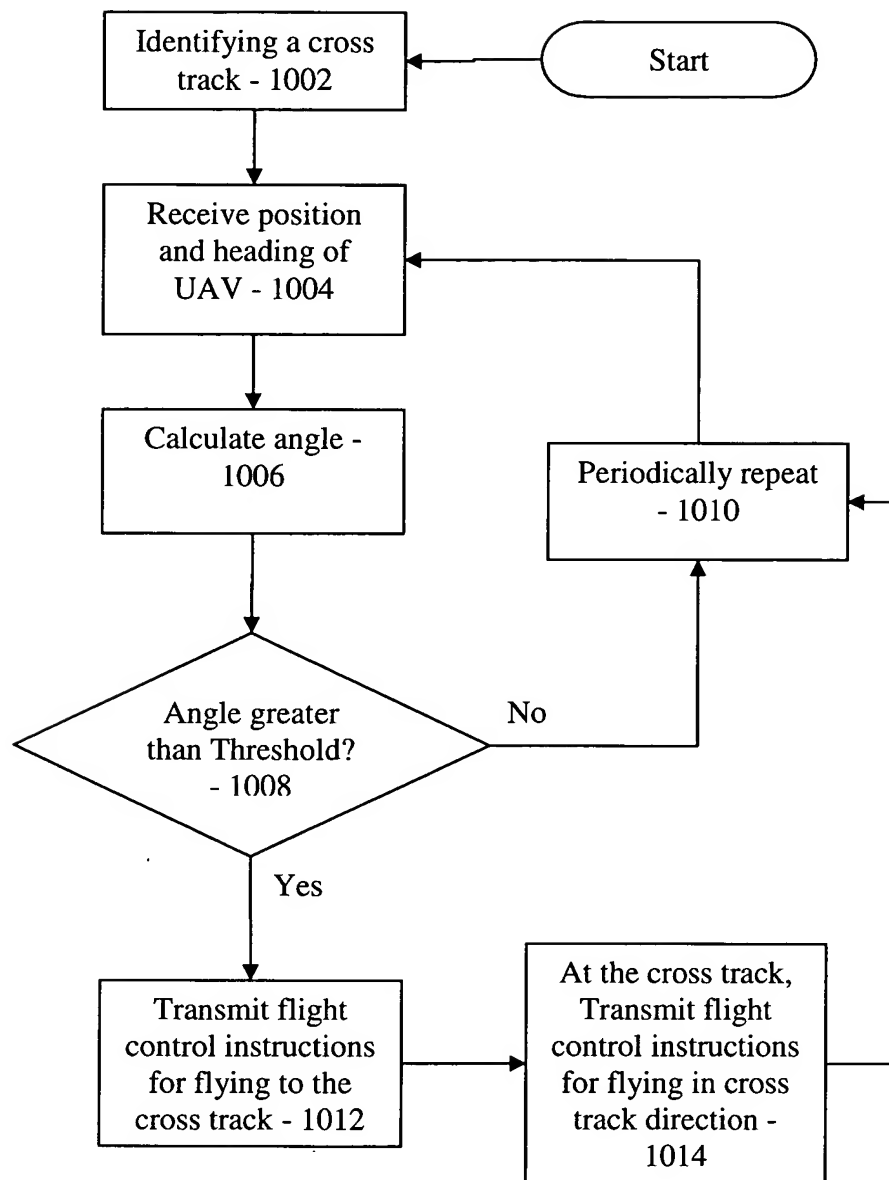 Start
Identifying a cross
track - 1002
Receive position
and heading of
UAV - 1004
Calculate angle -
1006
Periodically repeat
- 1010
Angle greater
than Threshold?
- 1008
No
Yes
Transmit flight
control instructions
for flying to the
cross track - 1012
At the cross track,
Transmit flight
control instructions
for flying in cross
track direction -
1014